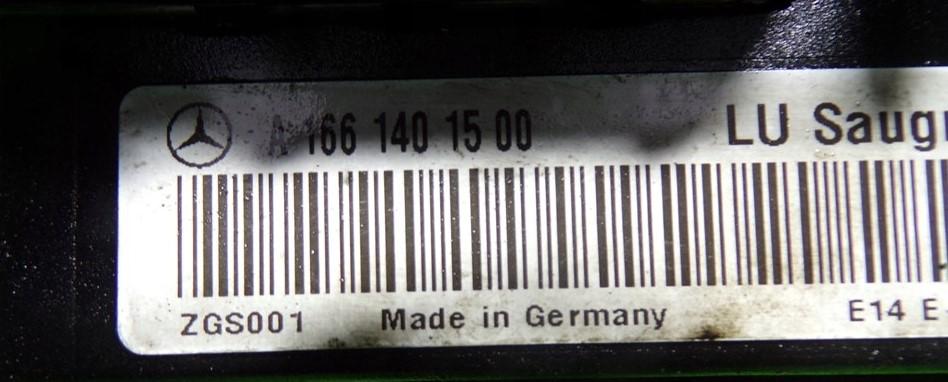 A 166 140 15 00 LU Saug
ZGS001 Made in Germany E14 E